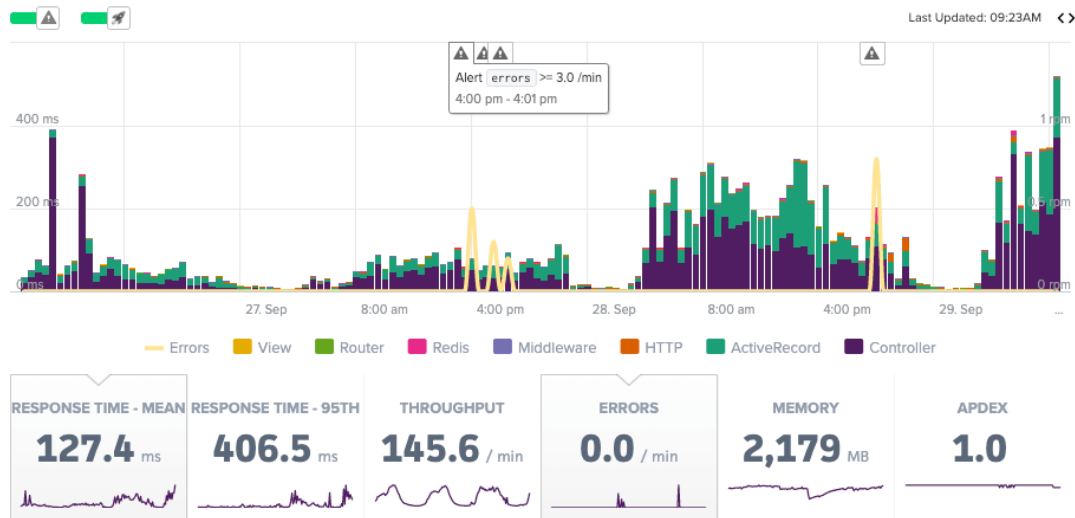 Last Updated: 09:23AM
Alert errors >= 3.0 /min
4:00 pm - 4:01 pm
400 ms
1 rpm
200 ms
0.5 rpm
0 ms
0 rpm
27. Sep
8:00 am
4:00 pm
28. Sep
8:00 am
4:00 pm
29. Sep
...
Errors
View
Router
Redis
Middleware
HTTP
ActiveRecord
Controller
RESPONSE TIME - MEAN
127.4 ms
RESPONSE TIME - 95TH
406.5 ms
THROUGHPUT
145.6 / min
ERRORS
0.0 / min
MEMORY
2,179 MB
APDEX
1.0